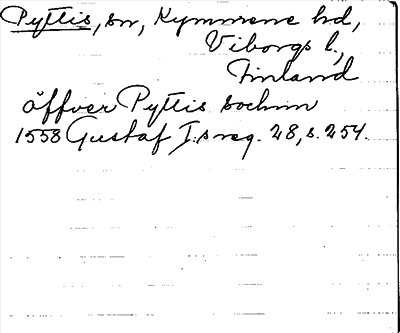 Pyttis, sn, Kymmene hd,
Viborgs l.,
Finland
öffver Pyttis sochnn
1558 Gustaf I:s reg. 28, s. 254.